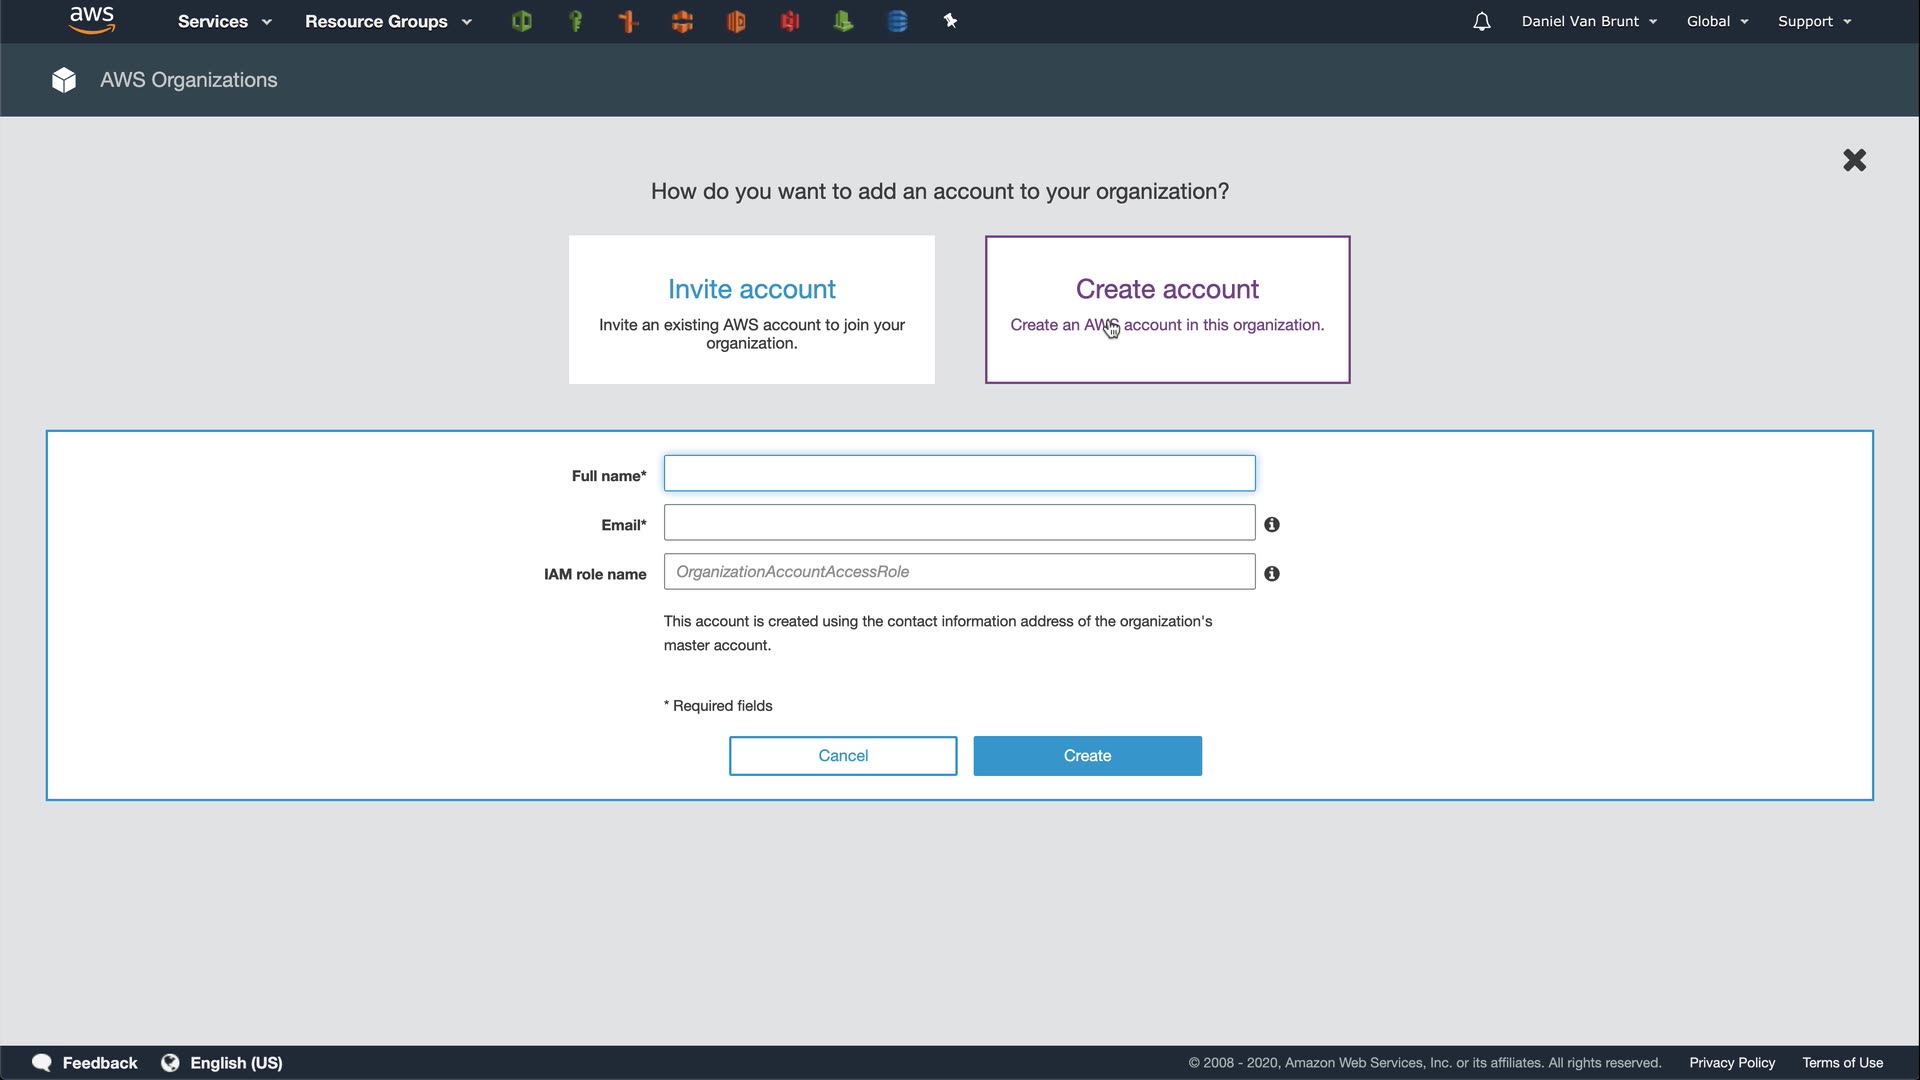 aws
Services
Resource Groups
Daniel Van Brunt
Global
Support
AWS Organizations
How do you want to add an account to your organization?
Invite account
Invite an existing AWS account to join your
organization.
Create account
Create an AWS account in this organization.
Full name*
Email*
IAM role name
OrganizationAccountAccessRole
This account is created using the contact information address of the organization's
master account.
* Required fields
Cancel
Create
Feedback
English (US)
© 2008 - 2020, Amazon Web Services, Inc. or its affiliates. All rights reserved.
Privacy Policy
Terms of Use